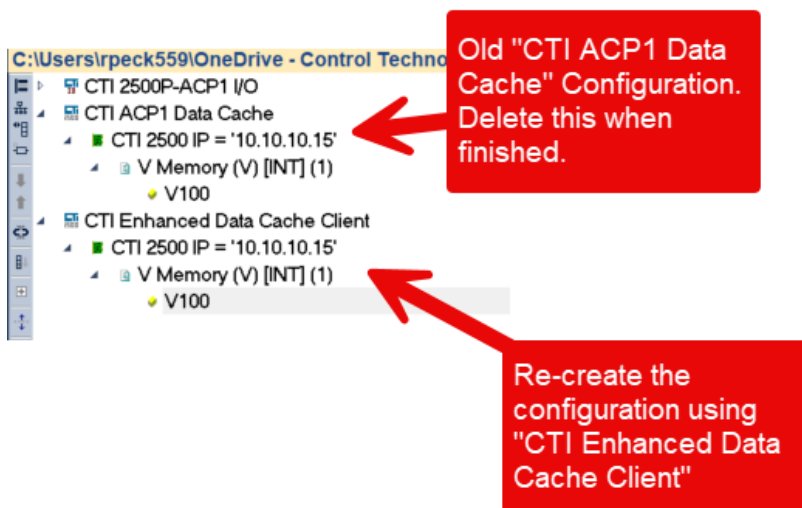 C:\Users\rpeck559\OneDrive - Control Techno
CTI 2500P-ACP1 I/O
CTI ACP1 Data Cache
CTI 2500 IP = '10.10.10.15'
V Memory (V) [INT] (1)
V100
CTI Enhanced Data Cache Client
CTI 2500 IP = '10.10.10.15'
V Memory (V) [INT] (1)
V100
Old "CTI ACP1 Data
Cache" Configuration.
Delete this when
finished.
Re-create the
configuration using
"CTI Enhanced Data
Cache Client"